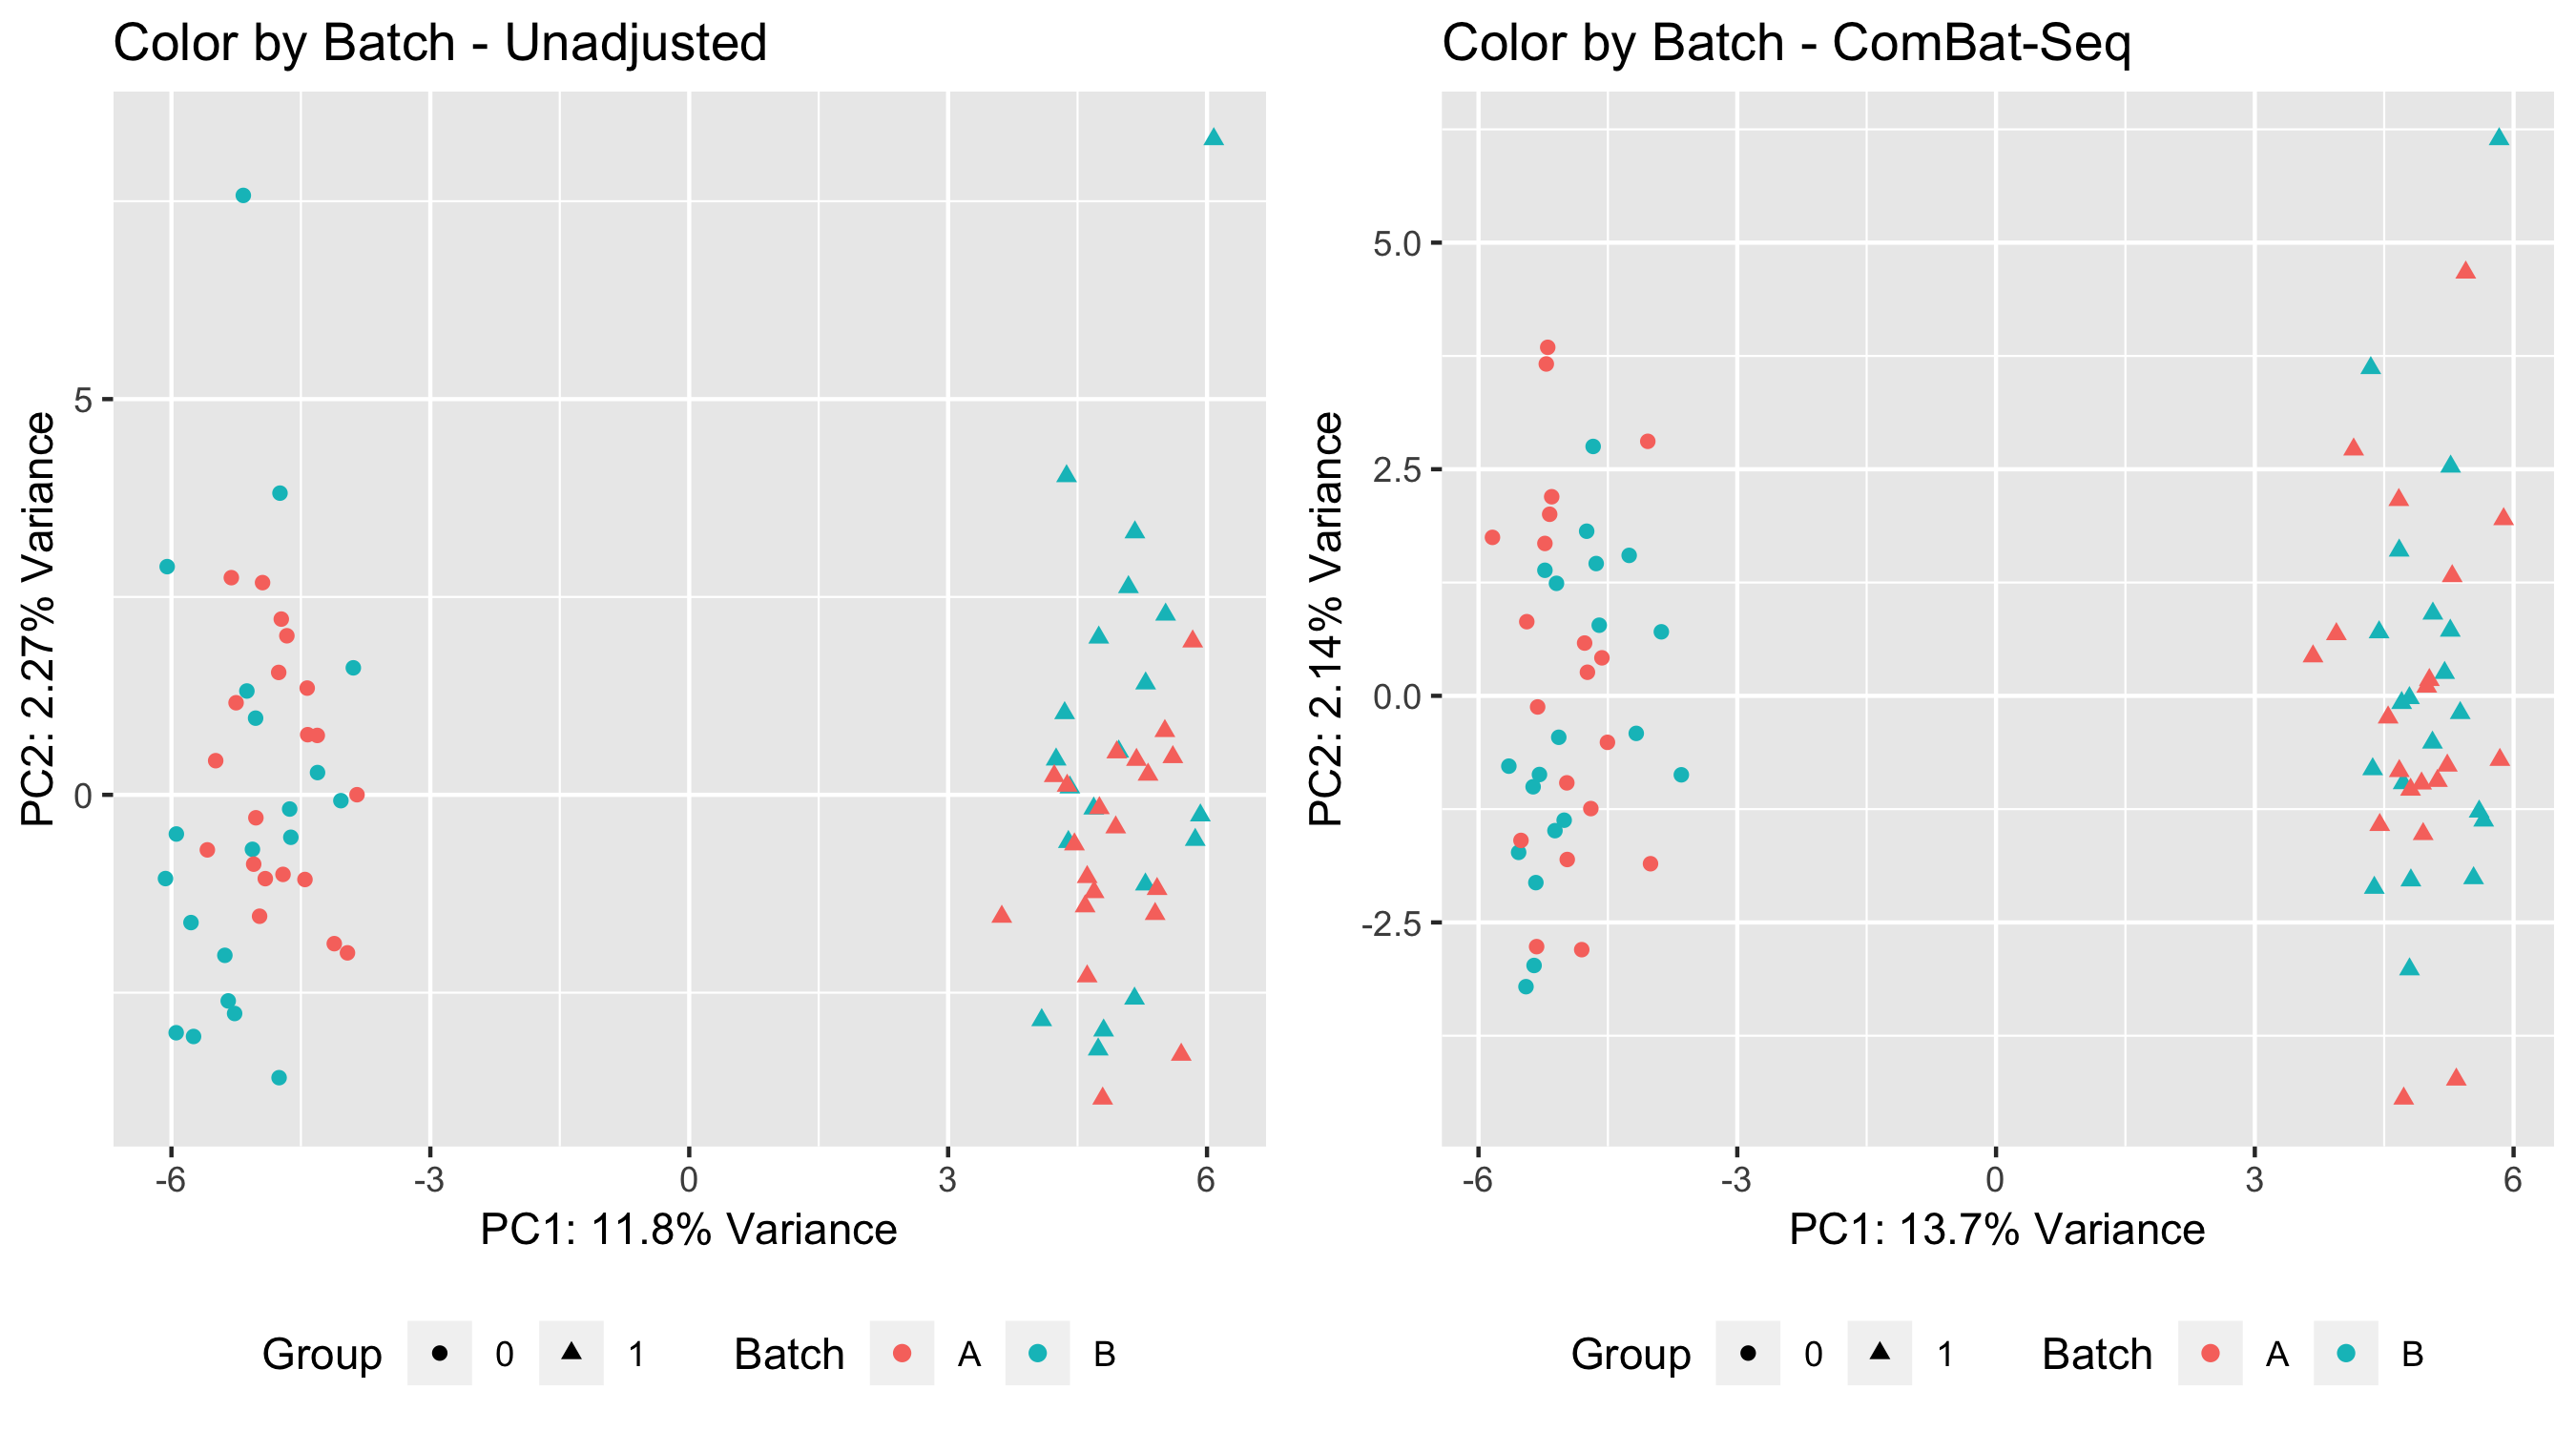 Color by Batch - Unadjusted
PC2: 2.27% Variance
5
0
-6 -3 0 3 6
PC1: 11.8% Variance
Group 0 1 Batch A B
Color by Batch - ComBat-Seq
PC2: 2.14% Variance
5.0
2.5
0.0
-2.5
-6 -3 0 3 6
PC1: 13.7% Variance
Group 0 1 Batch A B